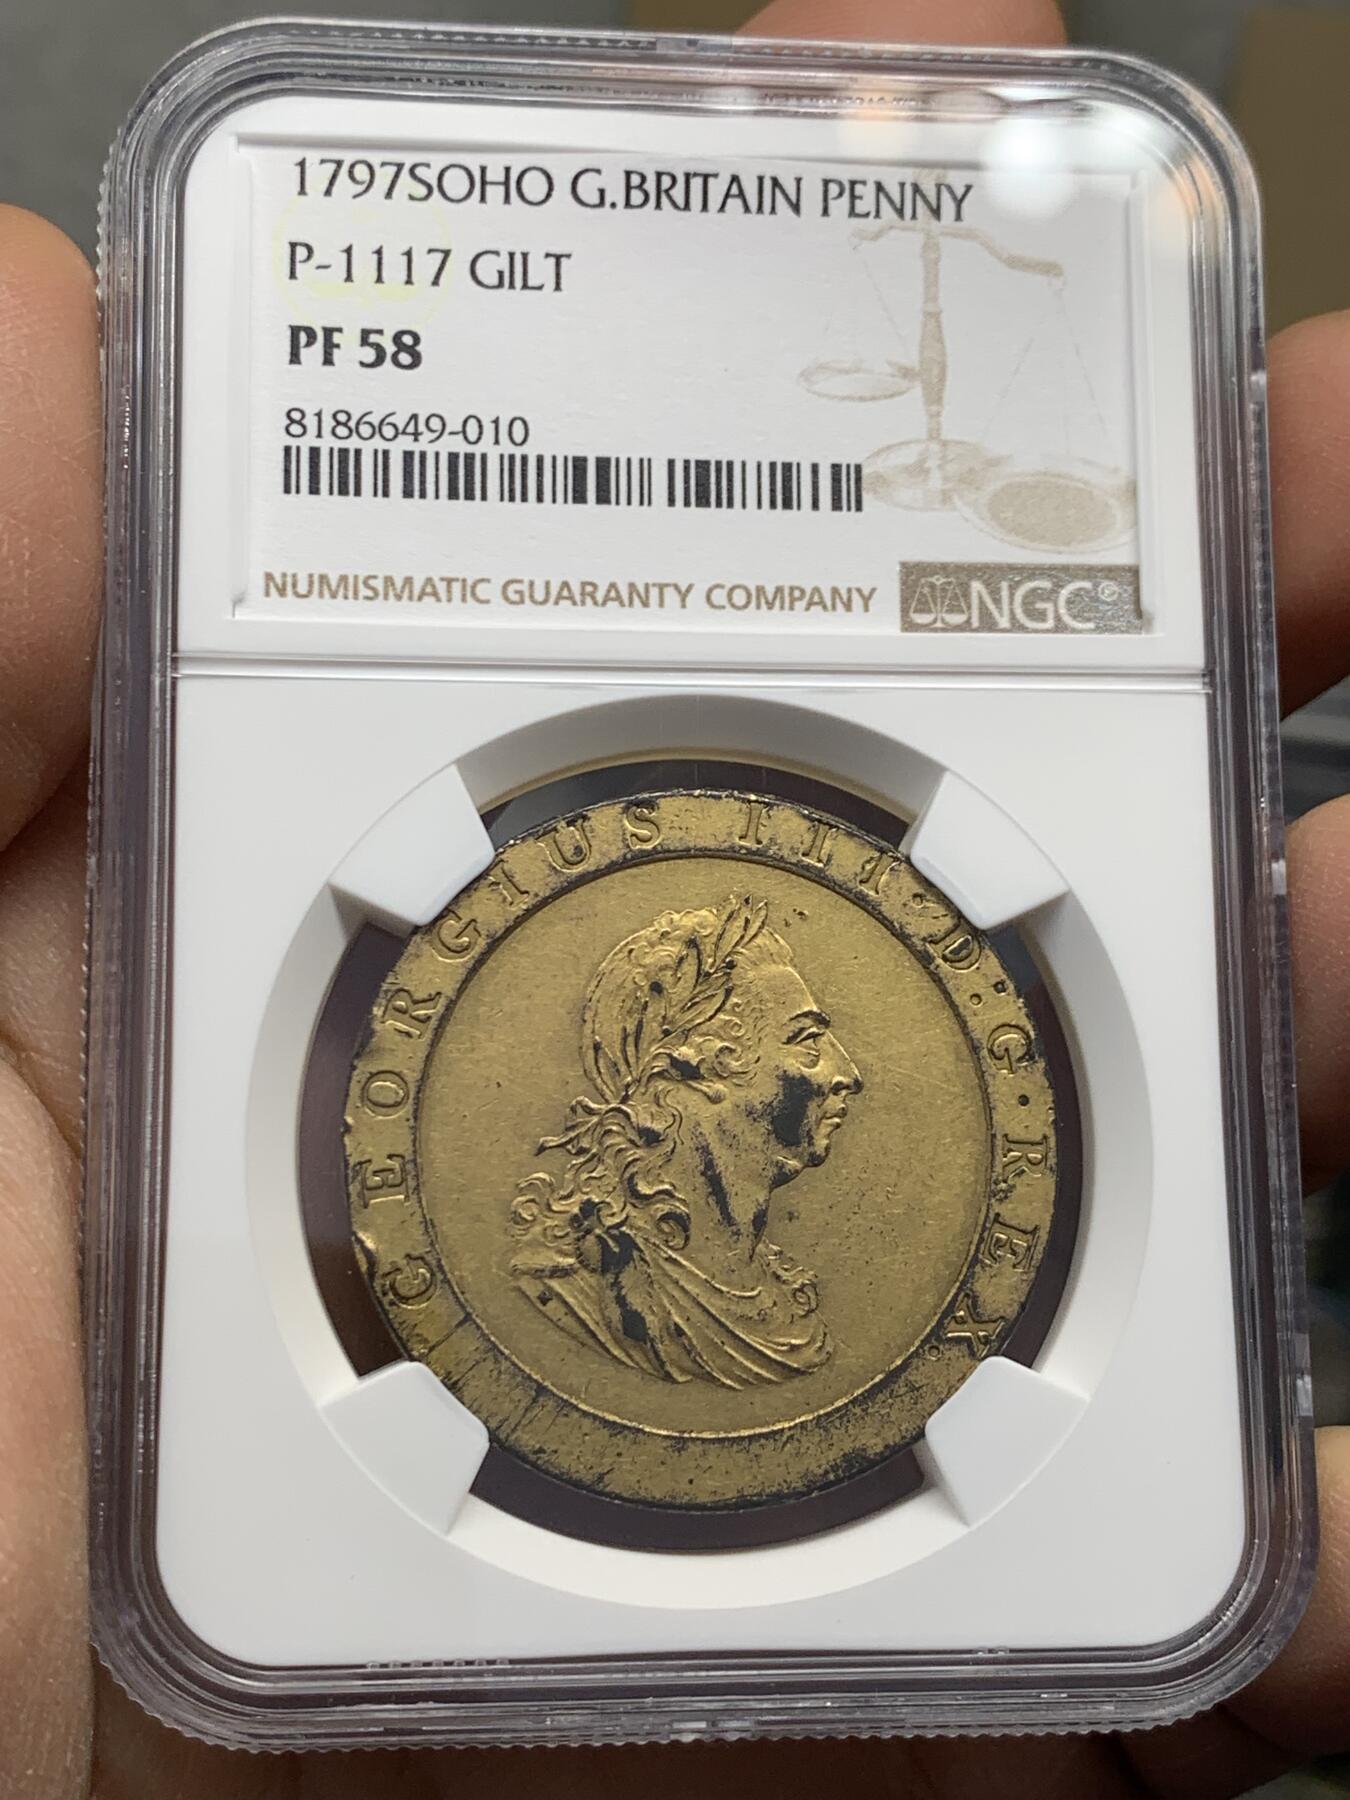 1797SOHO G.BRITAIN PENNY
P-1117 GILT
PF 58
8186649-010
NUMISMATIC GUARANTY COMPANY NGC®
GEORGIUS III·D:G·REX.